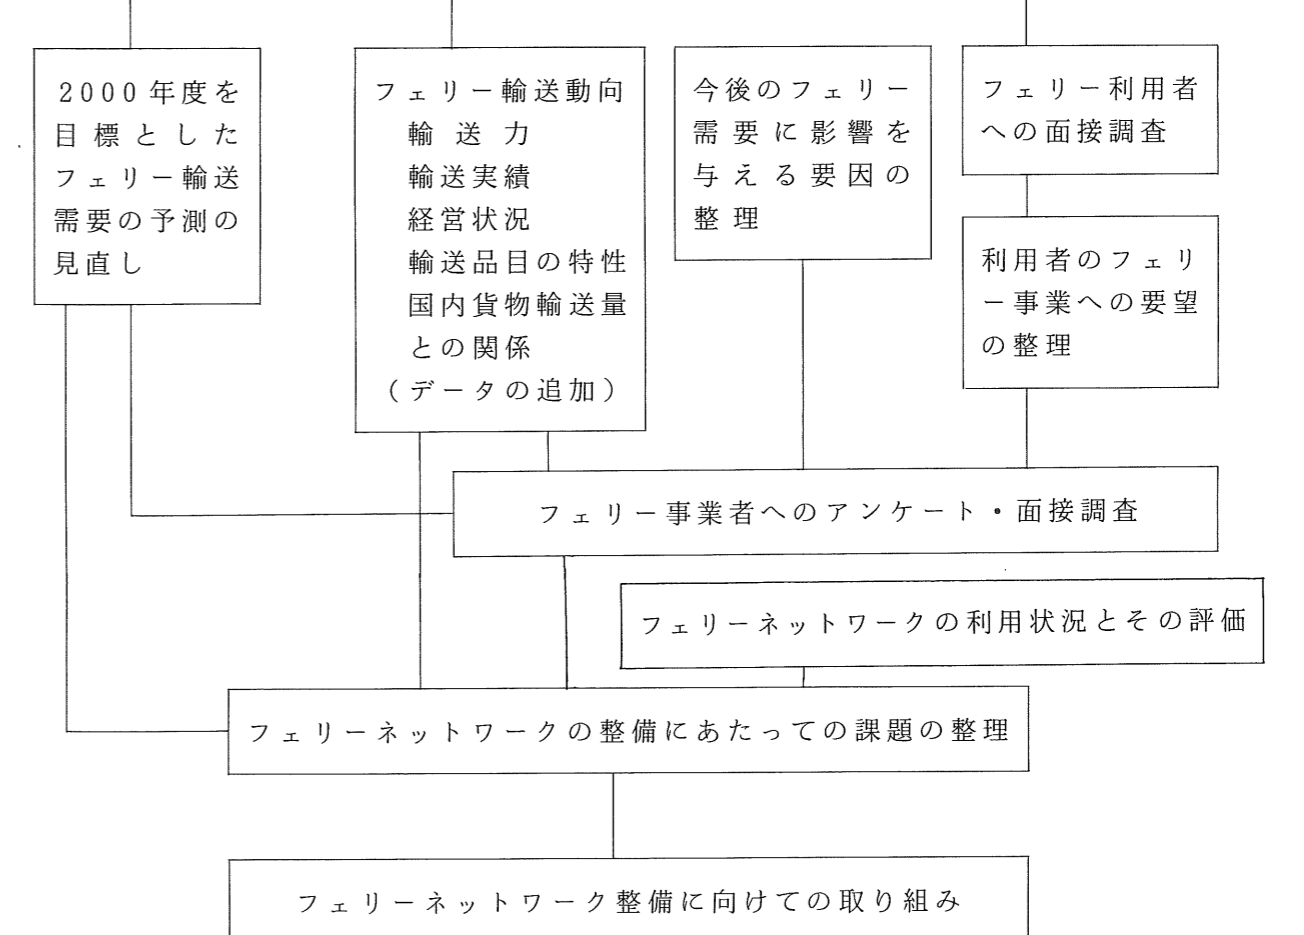 2000年度を
目標とした
フェリー輸送
需要の予測の
見直し
フェリー輸送動向
輸送力
輸送実績
経営状況
輸送品目の特性
国内貨物輸送量
との関係
（データの追加）
今後のフェリー
需要に影響を
与える要因の
整理
フェリー利用者
への面接調査
利用者のフェリ
ー事業への要望
の整理
フェリー事業者へのアンケート・面接調査
フェリーネットワークの利用状況とその評価
フェリーネットワークの整備にあたっての課題の整理
フェリーネットワーク整備に向けての取り組み